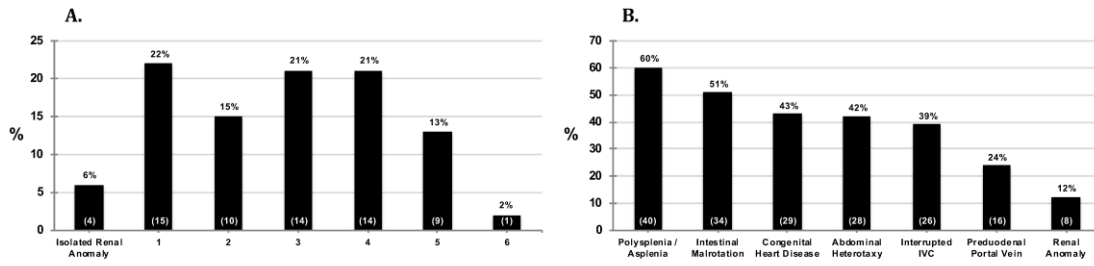 A.
25
20
15
10
5
0
%
6%
22%
15%
21%
21%
13%
2%
(4)
(15)
(10)
(14)
(14)
(9)
(1)
Isolated Renal
Anomaly
1
2
3
4
5
6
B.
70
60
50
40
30
20
10
0
%
60%
51%
43%
42%
39%
24%
12%
(40)
(34)
(29)
(28)
(26)
(16)
(8)
Polysplenia /
Asplenia
Intestinal
Malrotation
Congenital
Heart Disease
Abdominal
Heterotaxy
Interrupted
IVC
Preduodenal
Portal Vein
Renal
Anomaly